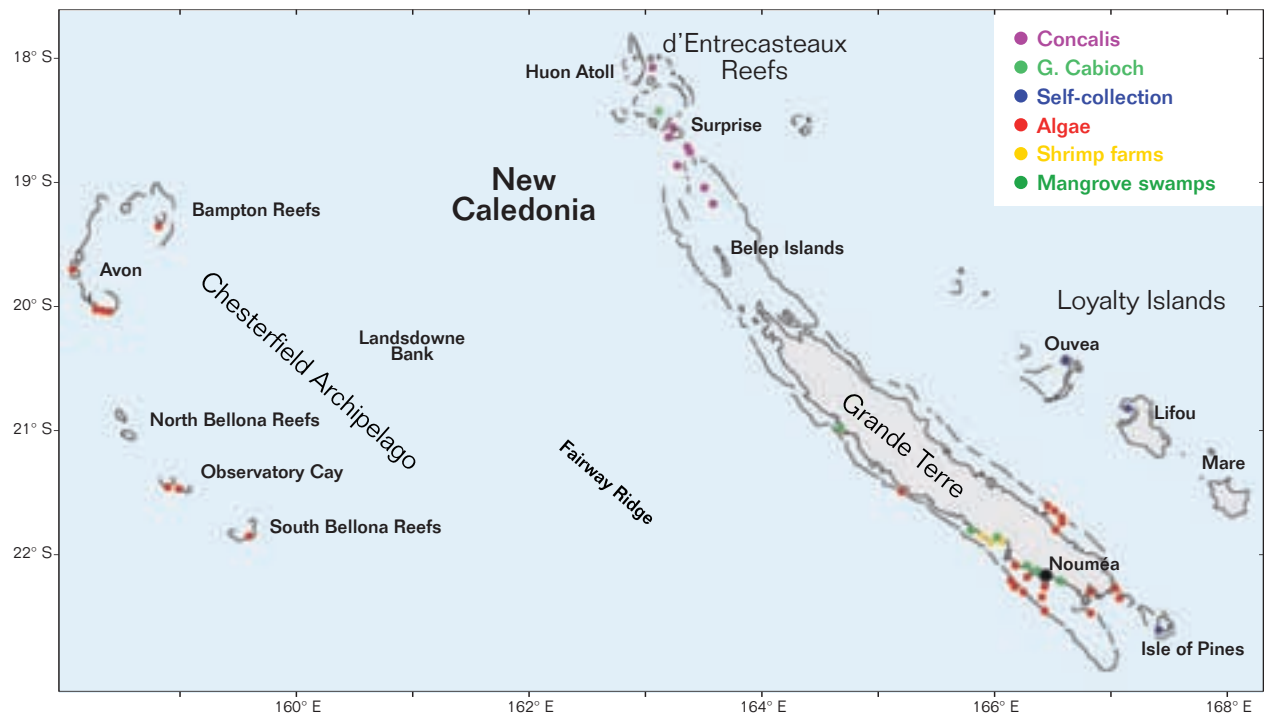 18° S
19° S
20° S
21° S
22° S
160° E
162° E
164° E
166° E
168° E
d'Entrecasteaux
Reefs
Huon Atoll
Surprise
New
Caledonia
Bampton Reefs
Avon
Belep Islands
Chesterfield Archipelago
Landsdowne
Bank
Loyalty Islands
Ouvea
Lifou
Mare
North Bellona Reefs
Observatory Cay
South Bellona Reefs
Fairway Ridge
Grande Terre
Nouméa
Isle of Pines
Concalis
G. Cabioch
Self-collection
Algae
Shrimp farms
Mangrove swamps